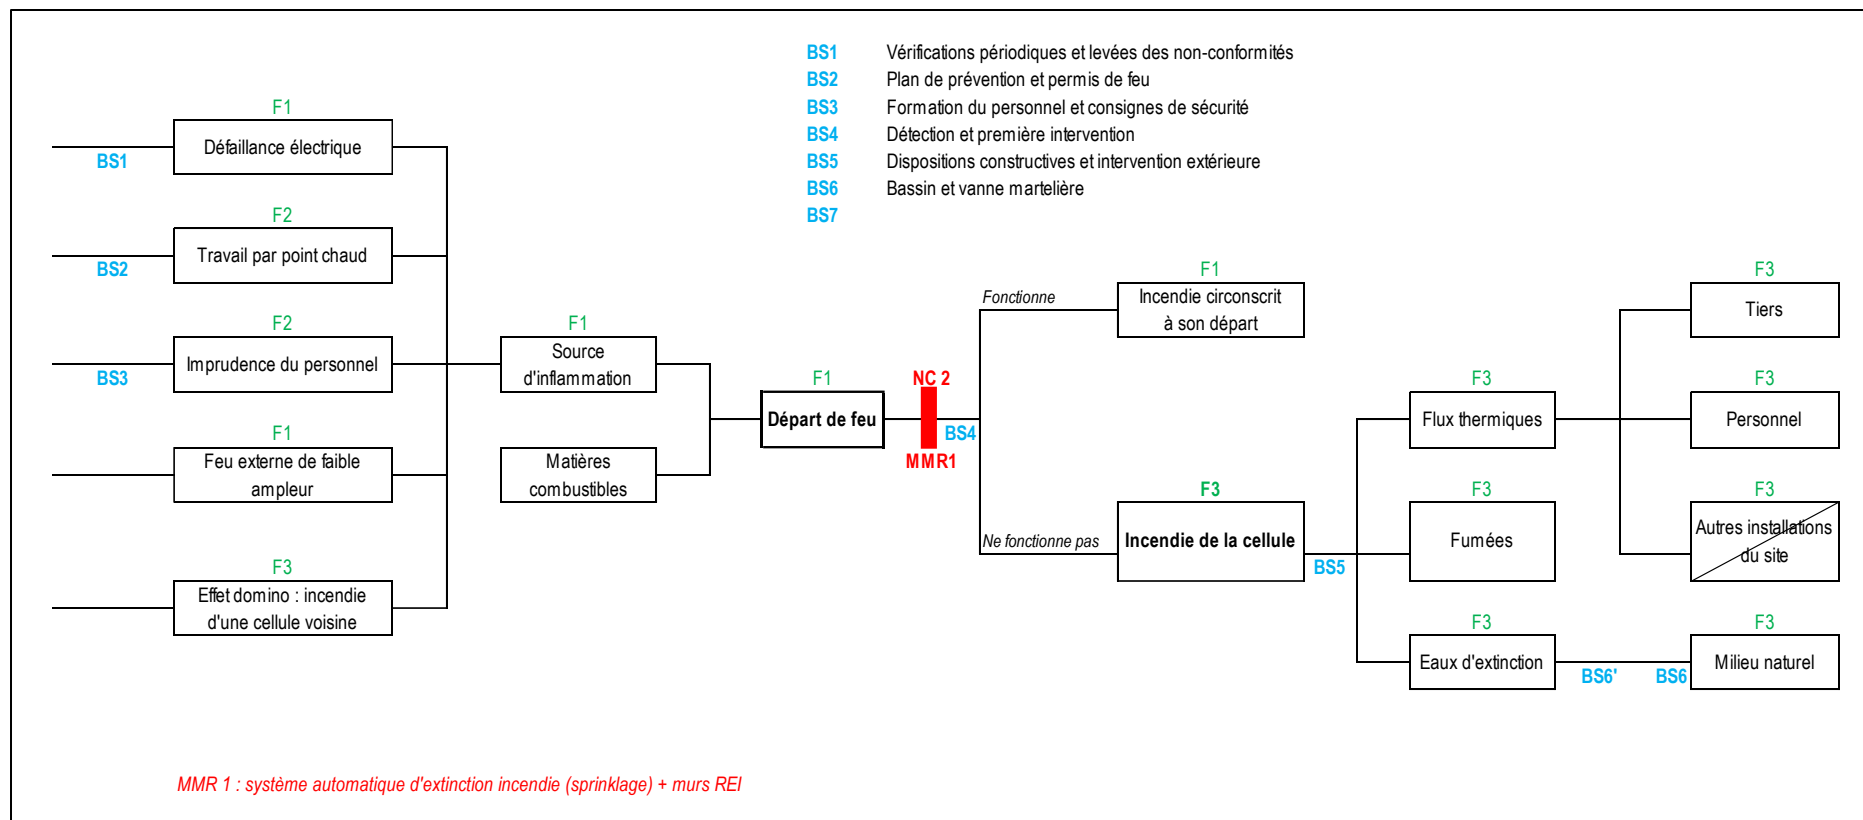 BS1 Vérifications périodiques et levées des non-conformités
BS2 Plan de prévention et permis de feu
BS3 Formation du personnel et consignes de sécurité
BS4 Détection et première intervention
BS5 Dispositions constructives et intervention extérieure
BS6 Bassin et vanne martelière
BS7
F1
Défaillance électrique
BS1
F2
Travail par point chaud
BS2
F2
Imprudence du personnel
BS3
F1
Feu externe de faible
ampleur
F3
Effet domino : incendie
d'une cellule voisine
F1
Source
d'inflammation
Matières
combustibles
F1
Départ de feu
NC 2
MMR1
BS4
Fonctionne
F1
Incendie circonscrit
à son départ
Ne fonctionne pas
F3
Incendie de la cellule
BS5
F3
Flux thermiques
F3
Fumées
F3
Eaux d'extinction
BS6'
BS6
F3
Tiers
F3
Personnel
F3
Autres installations
du site
F3
Milieu naturel
MMR 1 : système automatique d'extinction incendie (sprinklage) + murs REI